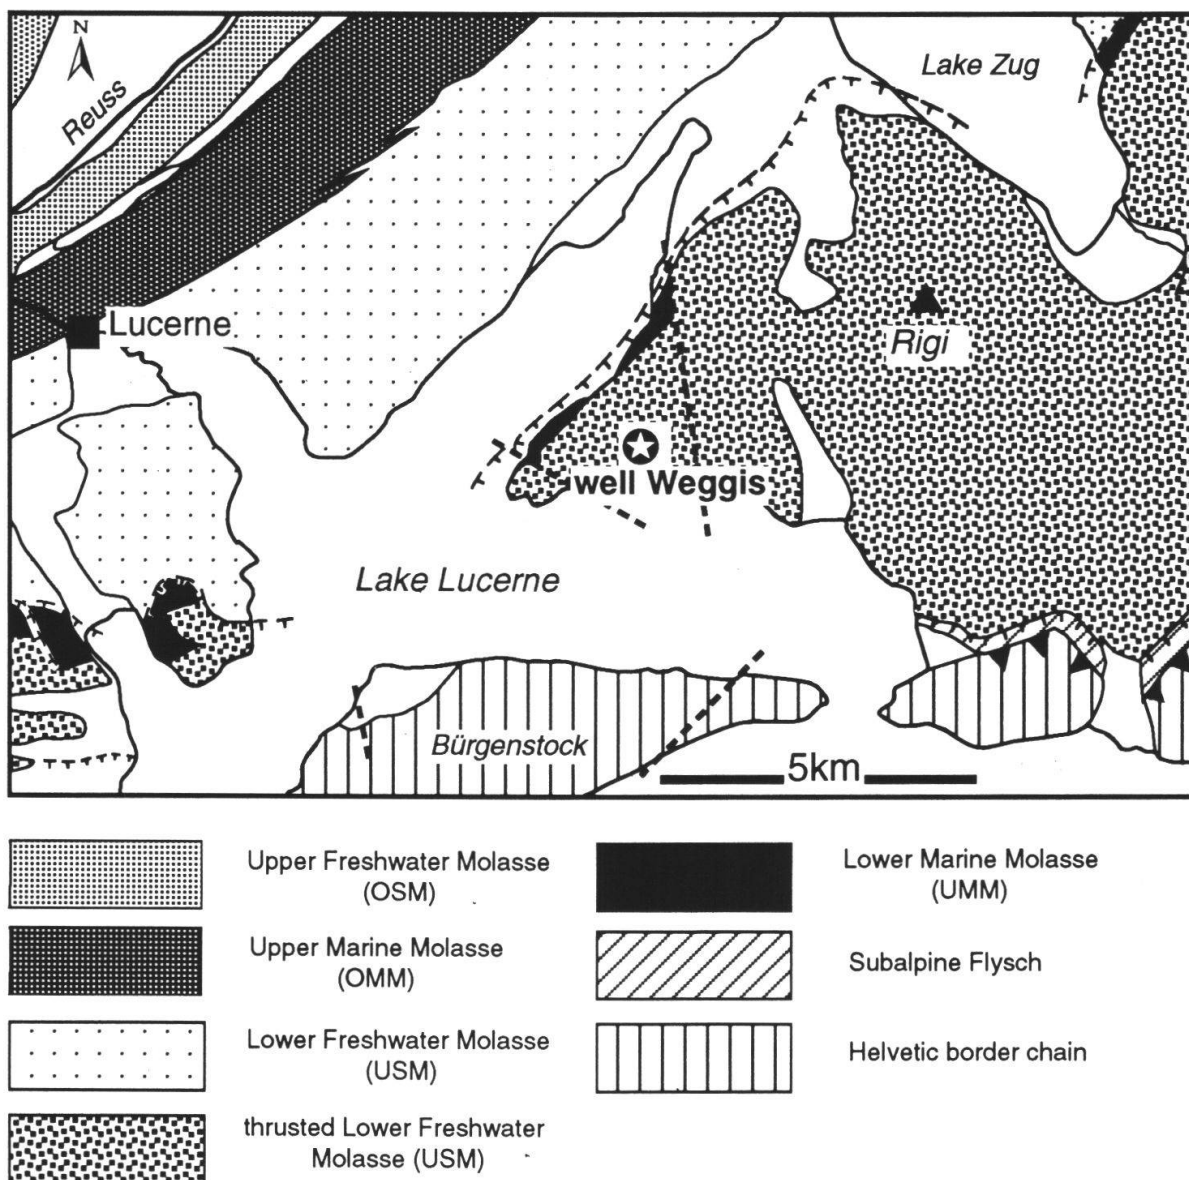 N
Reuss
Lake Zug
Lucerne
Rigi
well Weggis
Lake Lucerne
Bürgenstock
5km
Upper Freshwater Molasse
(OSM)
Upper Marine Molasse
(OMM)
Lower Freshwater Molasse
(USM)
thrusted Lower Freshwater
Molasse (USM)
Lower Marine Molasse
(UMM)
Subalpine Flysch
Helvetic border chain